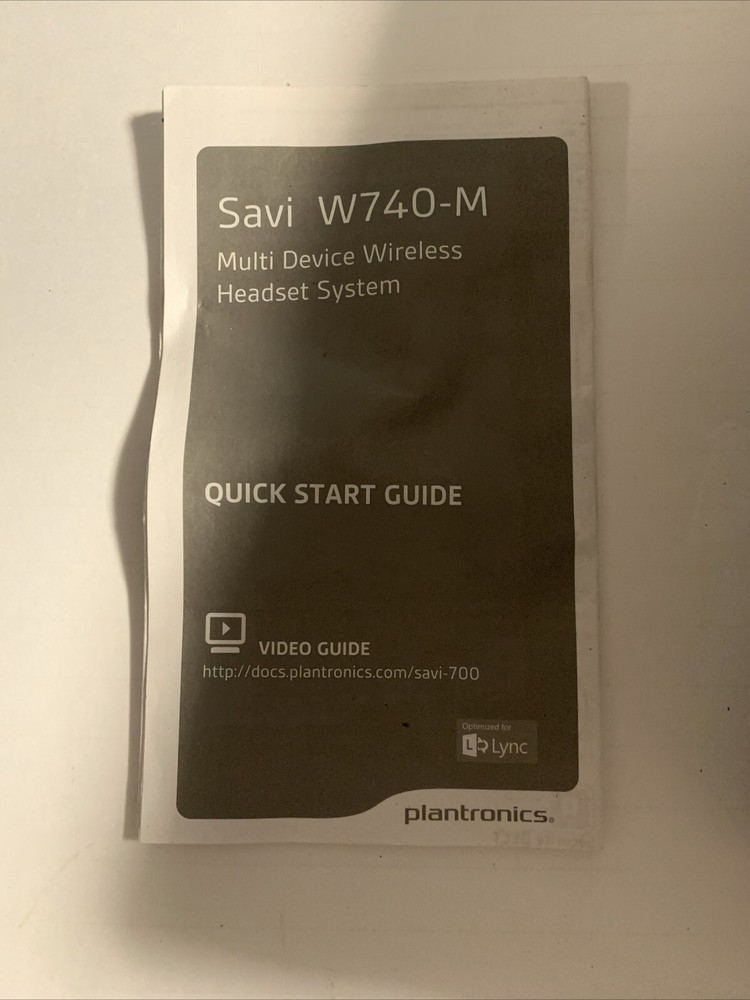 Savi W740-M
Multi Device Wireless
Headset System
QUICK START GUIDE
VIDEO GUIDE
http://docs.plantronics.com/savi-700
Optimized for
L Lync
plantronics®